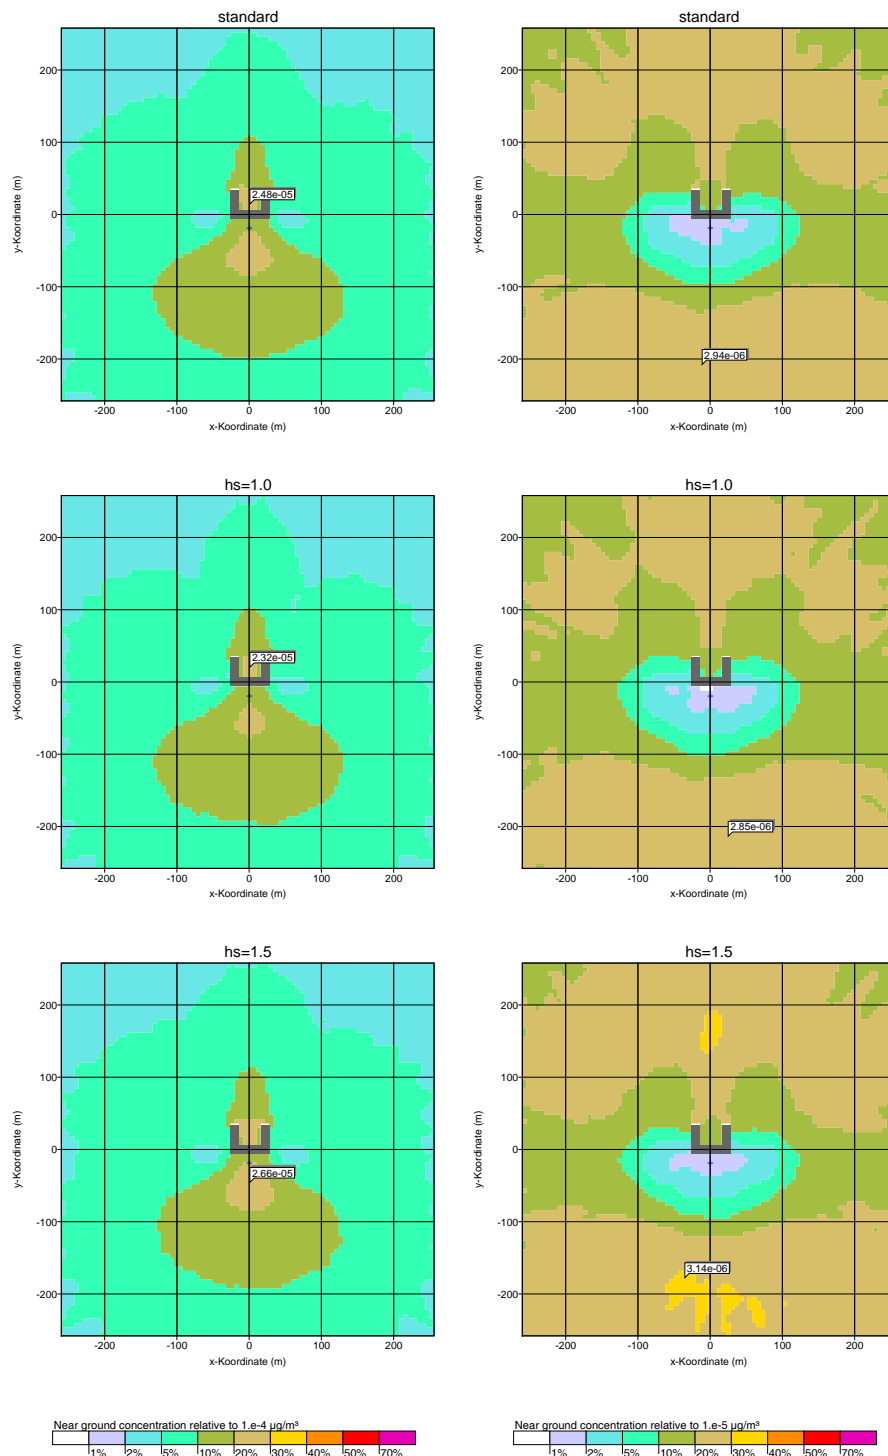 standard
standard
200
100
0
-100
-200
y-Koordinate (m)
2.48e-05
-200
-100
0
100
200
x-Koordinate (m)
200
100
0
-100
-200
y-Koordinate (m)
2.94e-06
-200
-100
0
100
200
x-Koordinate (m)
hs=1.0
hs=1.0
200
100
0
-100
-200
y-Koordinate (m)
2.32e-05
-200
-100
0
100
200
x-Koordinate (m)
200
100
0
-100
-200
y-Koordinate (m)
2.85e-06
-200
-100
0
100
200
x-Koordinate (m)
hs=1.5
hs=1.5
200
100
0
-100
-200
y-Koordinate (m)
2.66e-05
-200
-100
0
100
200
x-Koordinate (m)
200
100
0
-100
-200
y-Koordinate (m)
3.14e-06
-200
-100
0
100
200
x-Koordinate (m)
Near ground concentration relative to 1.e-4 µg/m³
1% 2% 5% 10% 20% 30% 40% 50% 70%
Near ground concentration relative to 1.e-5 µg/m³
1% 2% 5% 10% 20% 30% 40% 50% 70%